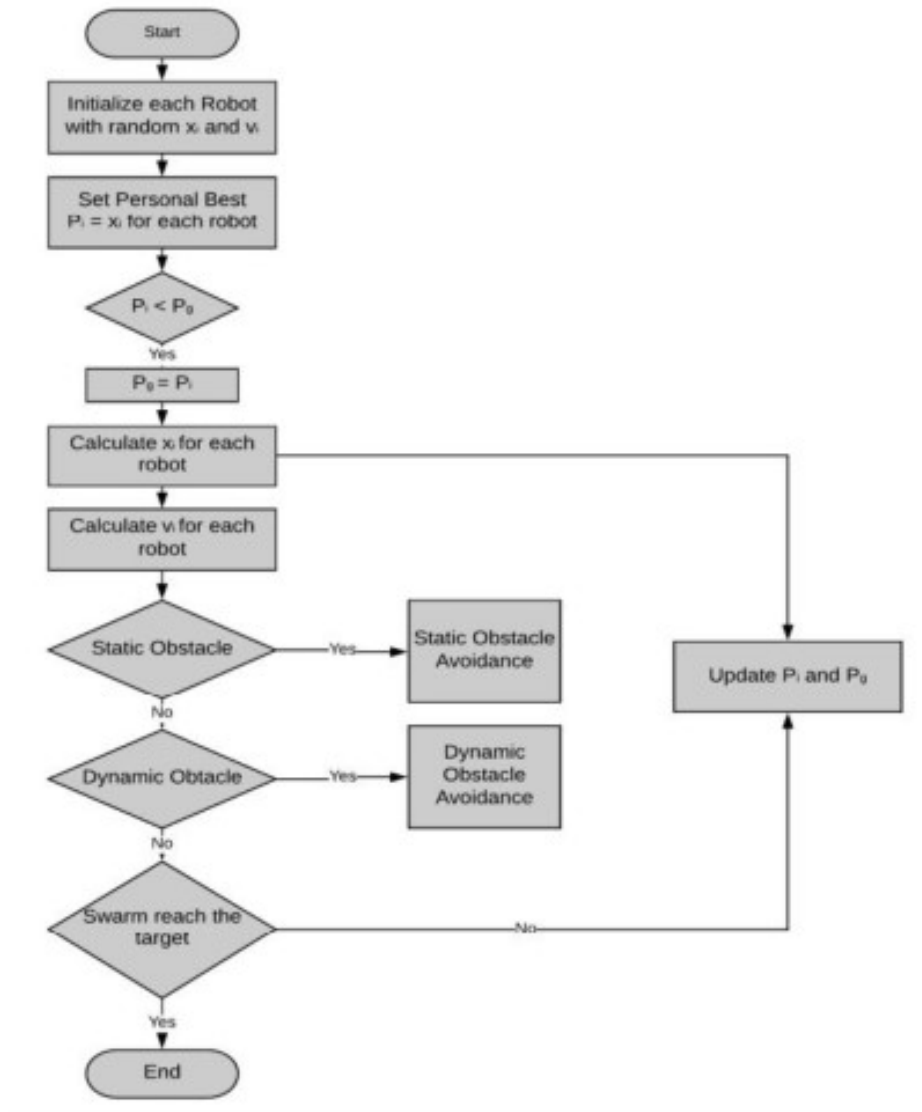 Start
Initialize each Robot
with random xᵢ and vᵢ
Set Personal Best
Pᵢ = xᵢ for each robot
Pᵢ < P₉
Yes
P₉ = Pᵢ
Calculate xᵢ for each
robot
Calculate vᵢ for each
robot
Static Obstacle
Yes
Static Obstacle
Avoidance
Update Pᵢ and P₉
No
Dynamic Obtacle
Yes
Dynamic
Obstacle
Avoidance
No
Swarm reach the
target
No
Yes
End